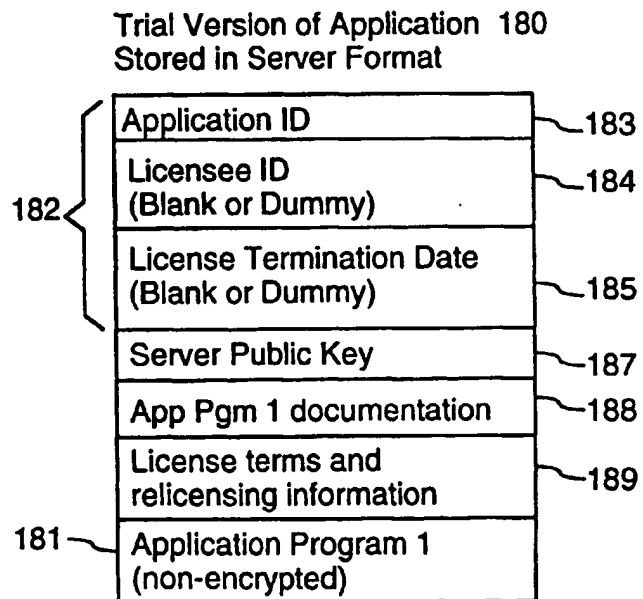 Trial Version of Application 180
Stored in Server Format
Application ID 183
Licensee ID 184
(Blank or Dummy)
182
License Termination Date
(Blank or Dummy) 185
Server Public Key 187
App Pgm 1 documentation 188
License terms and
relicensing information 189
181 Application Program 1
(non-encrypted)